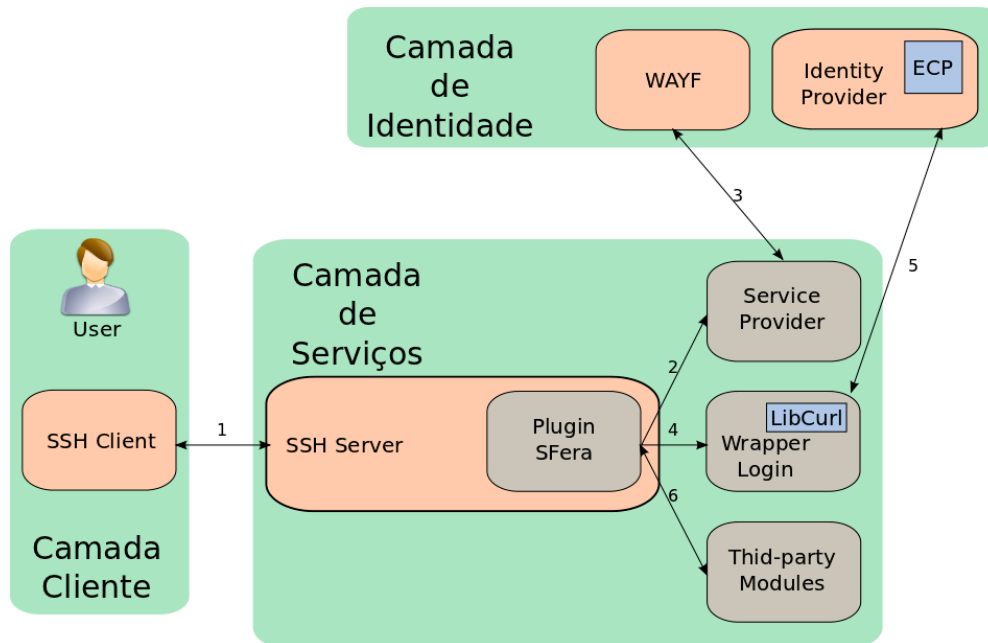 Camada
de
Identidade
WAYF
Identity
Provider
ECP
3
5
User
SSH Client
Camada
Cliente
1
Camada
de
Serviços
SSH Server
Plugin
SFera
2
4
6
Service
Provider
LibCurl
Wrapper
Login
Thid-party
Modules